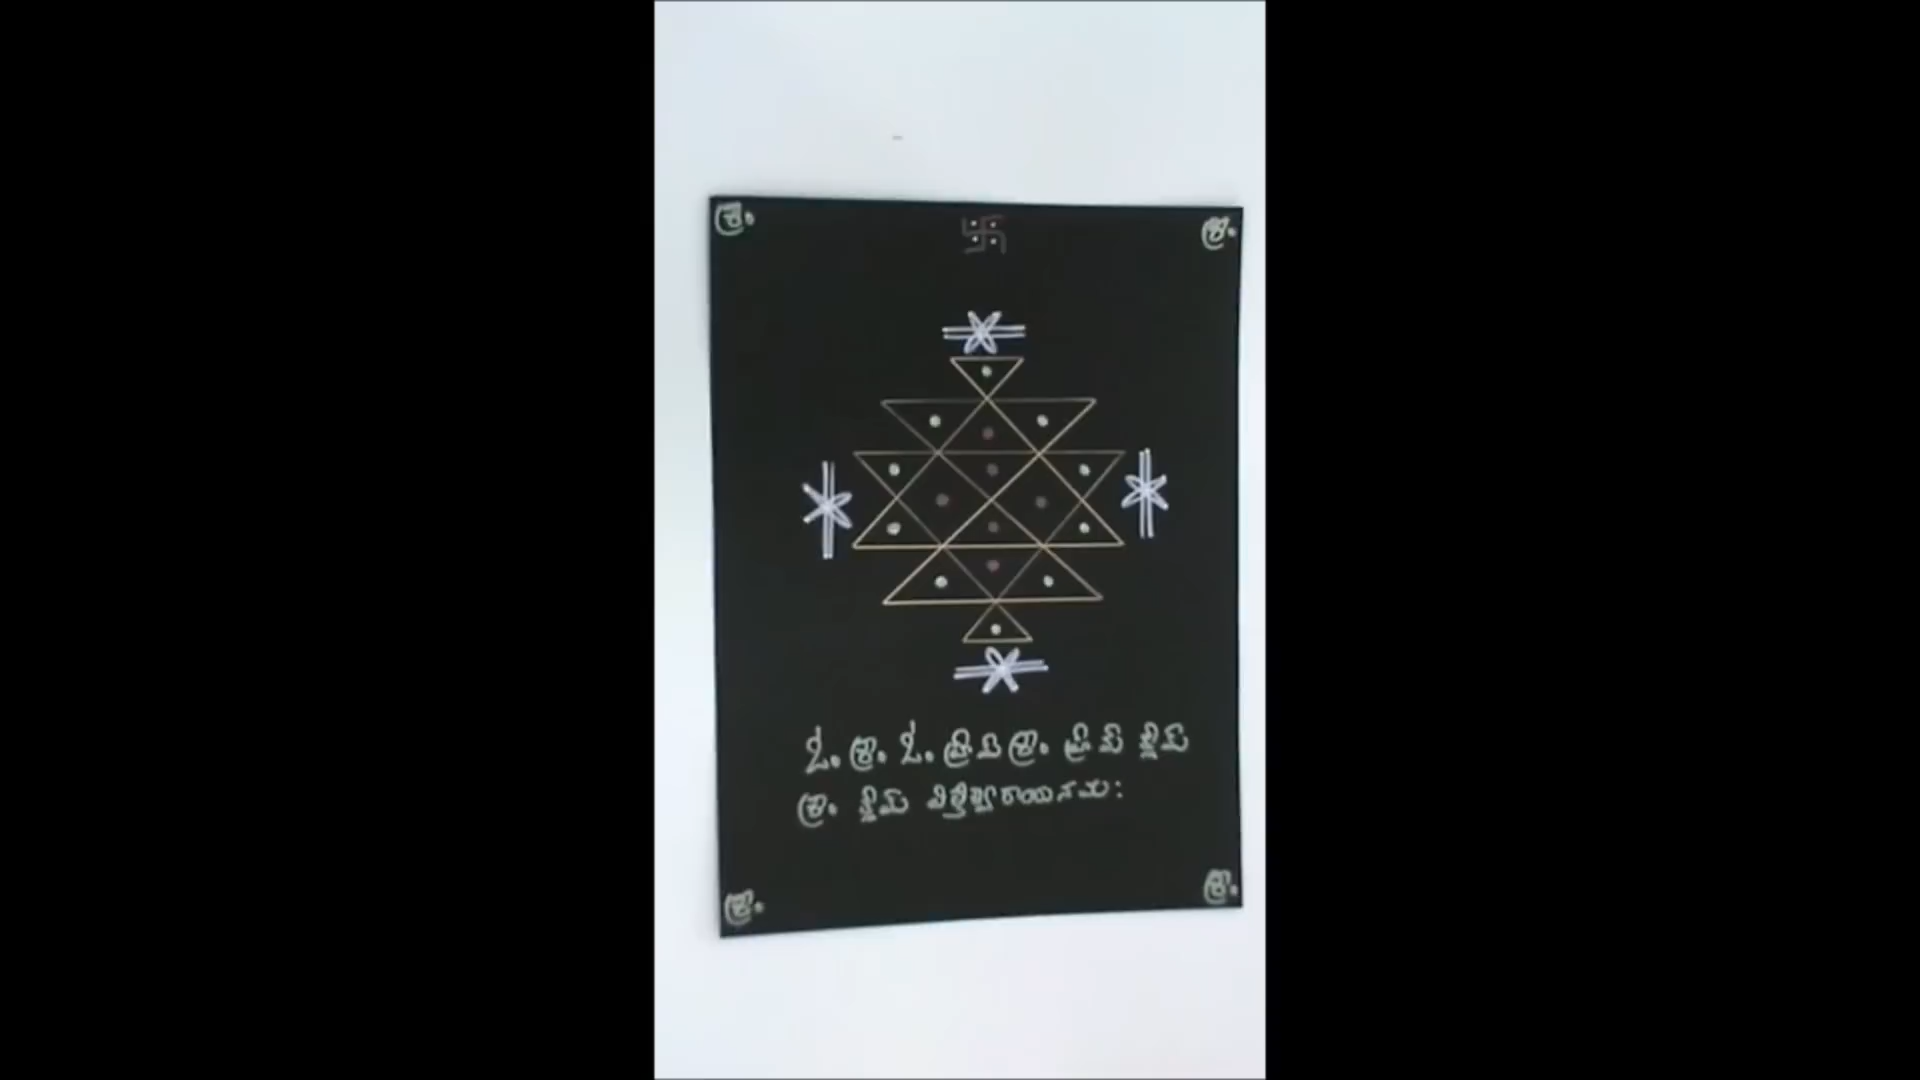 శ్రీం శ్రీం
ఓం శ్రీం ఓం హ్రీమ్ శ్రీం హ్రీమ్ క్లీమ్
శ్రీం క్లీమ్ విత్తేశ్వరాయనమ:
శ్రీం శ్రీం